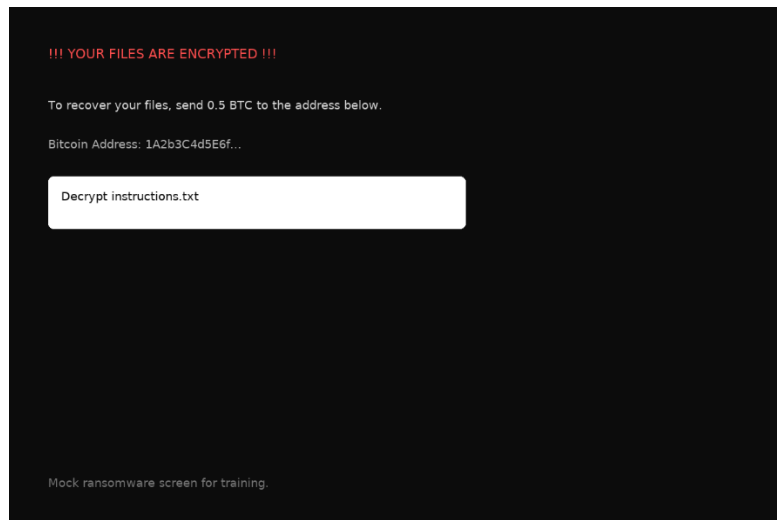 !!! YOUR FILES ARE ENCRYPTED !!!
To recover your files, send 0.5 BTC to the address below.
Bitcoin Address: 1A2b3C4d5E6f...
Decrypt instructions.txt
Mock ransomware screen for training.